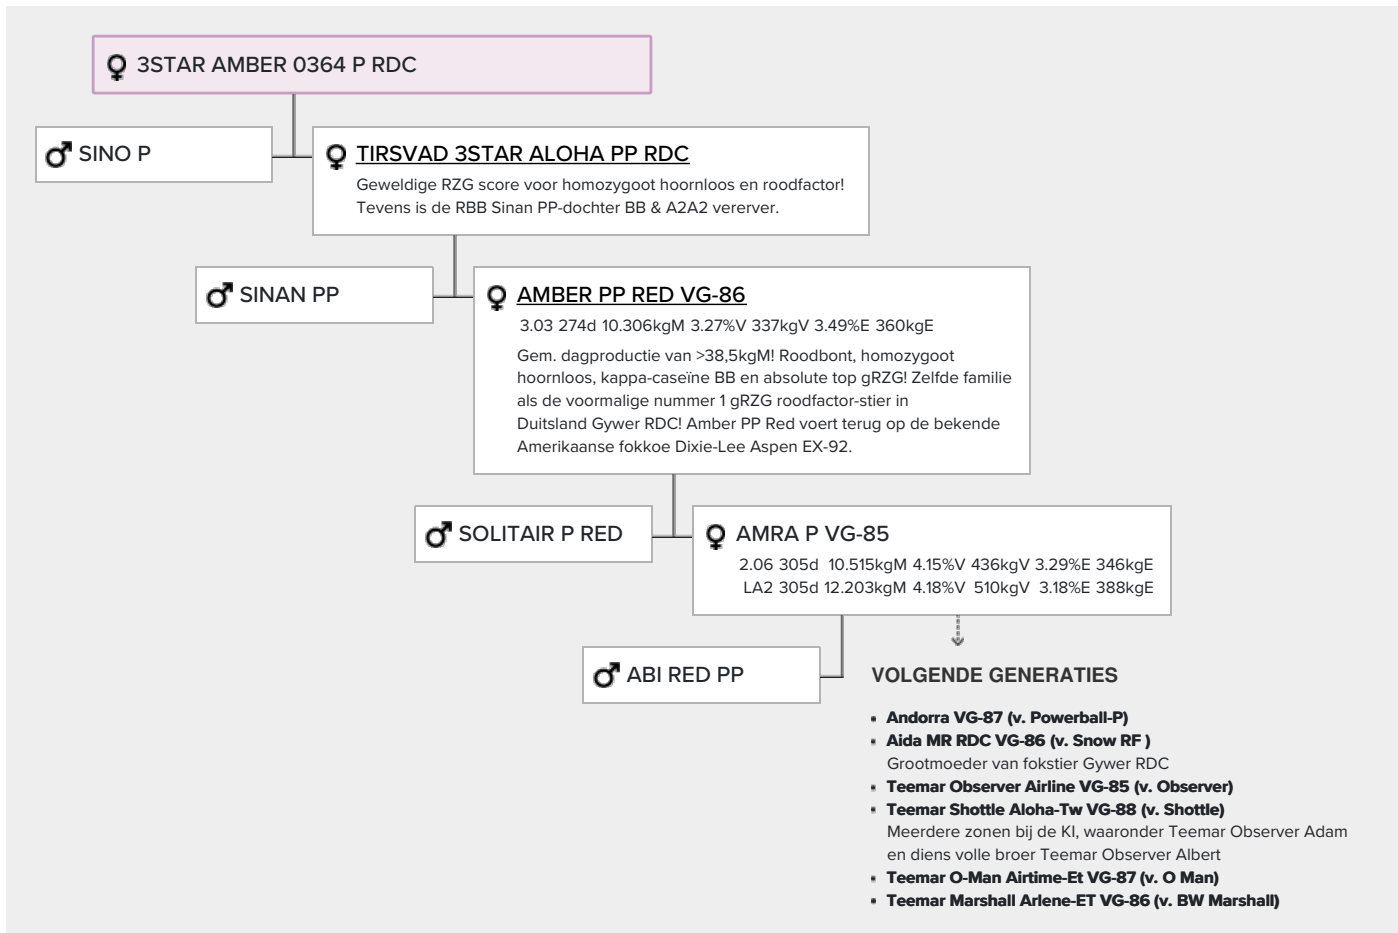 3STAR AMBER 0364 P RDC
SINO P
TIRSVAD 3STAR ALOHA PP RDC
Geweldige RZG score voor homozygoot hoornloos en roodfactor!
Tevens is de RBB Sinan PP-dochter BB & A2A2 vererver.
SINAN PP
AMBER PP RED VG-86
3.03 274d 10.306kgM 3.27%V 337kgV 3.49%E 360kgE
Gem. dagproductie van >38,5kgM! Roodbont, homozygoot
hoornloos, kappa-caseïne BB en absolute top gRZG! Zelfde familie
als de voormalige nummer 1 gRZG roodfactor-stier in
Duitsland Gywer RDC! Amber PP Red voert terug op de bekende
Amerikaanse fokkoe Dixie-Lee Aspen EX-92.
SOLITAIR P RED
AMRA P VG-85
2.06 305d 10.515kgM 4.15%V 436kgV 3.29%E 346kgE
LA2 305d 12.203kgM 4.18%V 510kgV 3.18%E 388kgE
ABI RED PP
VOLGENDE GENERATIES
Andorra VG-87 (v. Powerball-P)
Aida MR RDC VG-86 (v. Snow RF )
Grootmoeder van fokstier Gywer RDC
Teemar Observer Airline VG-85 (v. Observer)
Teemar Shottle Aloha-Tw VG-88 (v. Shottle)
Meerdere zonen bij de KI, waaronder Teemar Observer Adam
en diens volle broer Teemar Observer Albert
Teemar O-Man Airtime-Et VG-87 (v. O Man)
Teemar Marshall Arlene-ET VG-86 (v. BW Marshall)